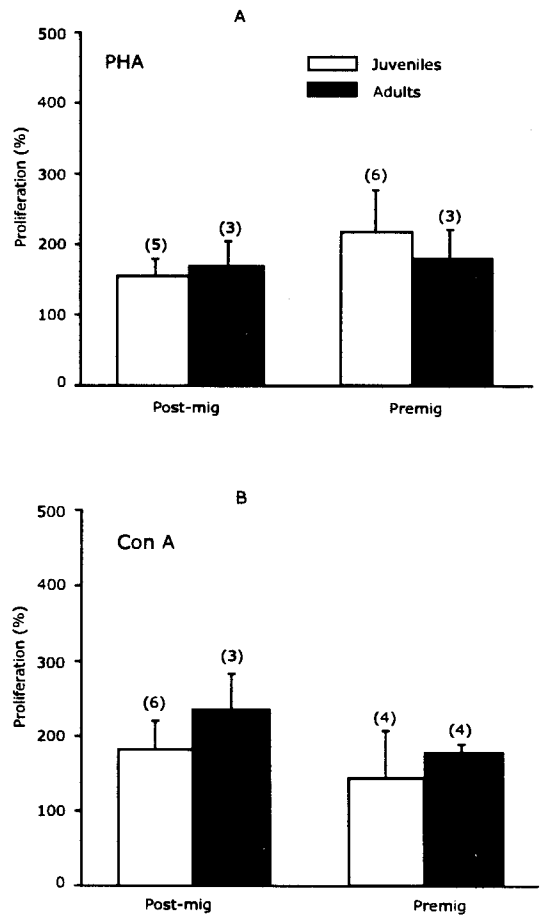 A
PHA
Juveniles
Adults
Proliferation (%)
500
400
300
200
100
0
(5)
(3)
(6)
(3)
Post-mig
Premig
B
Con A
Proliferation (%)
500
400
300
200
100
0
(6)
(3)
(4)
(4)
Post-mig
Premig